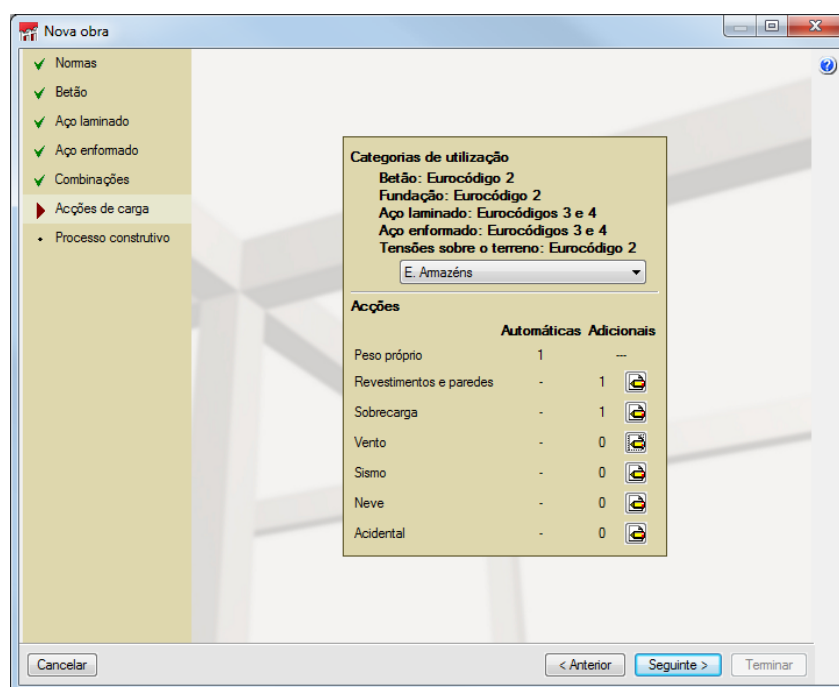 Nova obra
Normas
Betão
Aço laminado
Aço enformado
Combinações
Acções de carga
Processo construtivo
Categorias de utilização
Betão: Eurocódigo 2
Fundação: Eurocódigo 2
Aço laminado: Eurocódigos 3 e 4
Aço enformado: Eurocódigos 3 e 4
Tensões sobre o terreno: Eurocódigo 2
E. Armazéns
Acções
Automáticas Adicionais
Peso próprio 1 ---
Revestimentos e paredes - 1
Sobrecarga - 1
Vento - 0
Sismo - 0
Neve - 0
Acidental - 0
Cancelar < Anterior Seguinte > Terminar